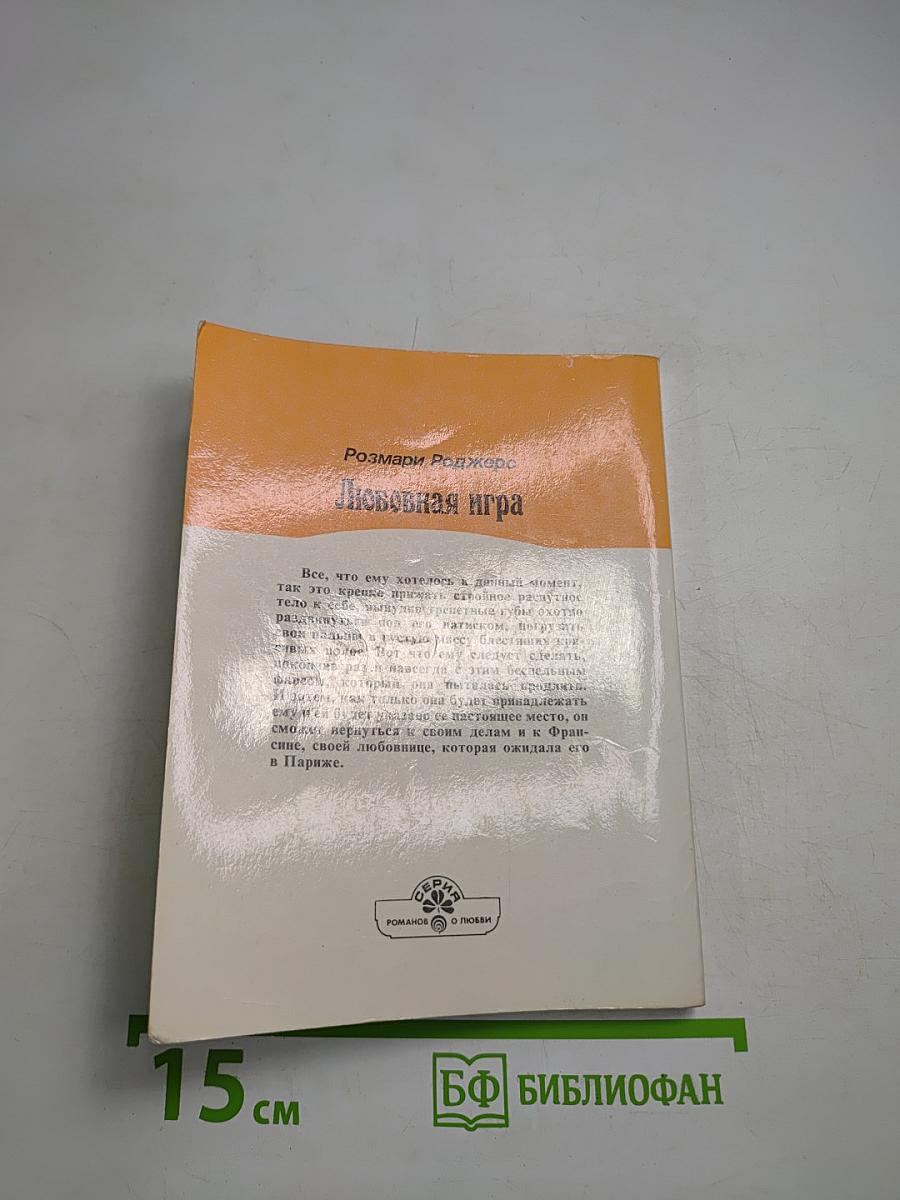 Розмари Роджерс
Любовная игра
Все, что ему хотелось в данный момент,
так это крепко прижать стройное распутное
тело к себе, вынудив трепетные губы охотно
раздвинуться под его натиском, погрузить
свои пальцы в густую массу блестящих кра-
сивых волос. Вот что ему следует сделать,
покончив раз и навсегда с этим бесцельным
фарсом, который она пыталась продлить.
И затем, как только она будет принадлежать
ему и ей будет указано ее настоящее место, он
сможет вернуться к своим делам и к Фран-
сине, своей любовнице, которая ожидала его
в Париже.
СЕРИЯ
РОМАНОВ О ЛЮБВИ
15 см
БФ БИБЛИОФАН